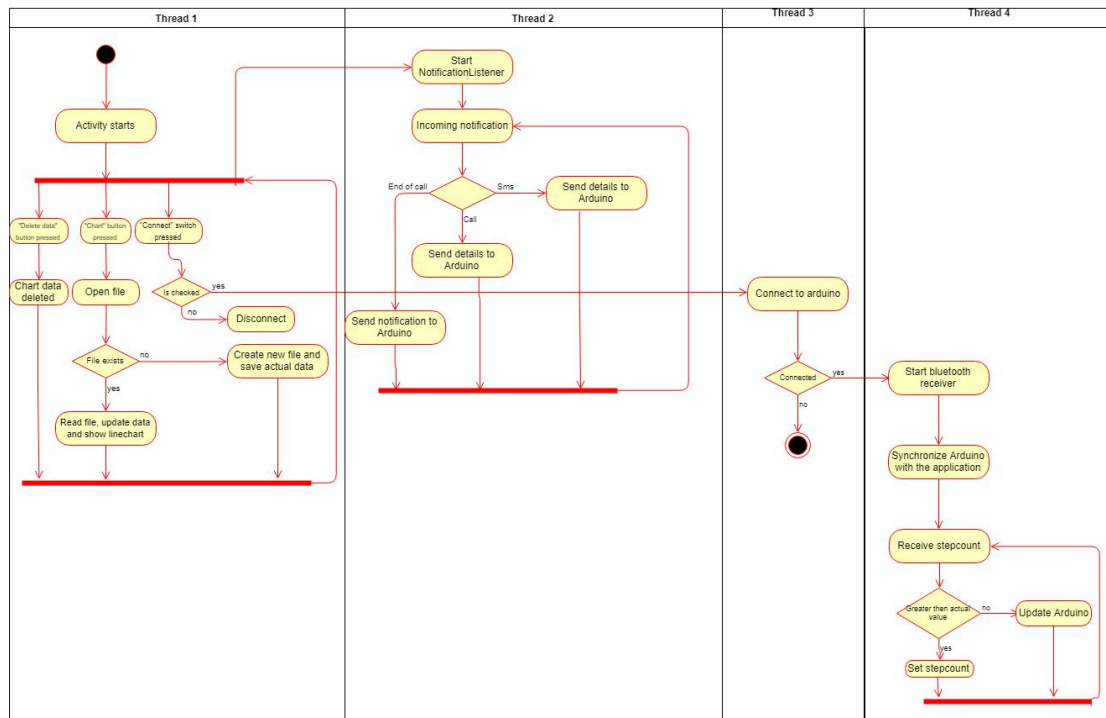 Thread 1
Thread 2
Thread 3
Thread 4
Activity starts
"Delete data"
button pressed
"Chart" button
pressed
"Connect" switch
pressed
Chart data
deleted
Open file
Is checked
yes
no
Disconnect
File exists
no
Create new file and
save actual data
yes
Read file, update data
and show linechart
Start
NotificationListener
Incoming notification
End of call
Sms
Call
Send details to
Arduino
Send details to
Arduino
Send notification to
Arduino
Connect to arduino
Connected
yes
no
Start bluetooth
receiver
Synchronize Arduino
with the application
Receive stepcount
Greater then actual
value
no
Update Arduino
yes
Set stepcount